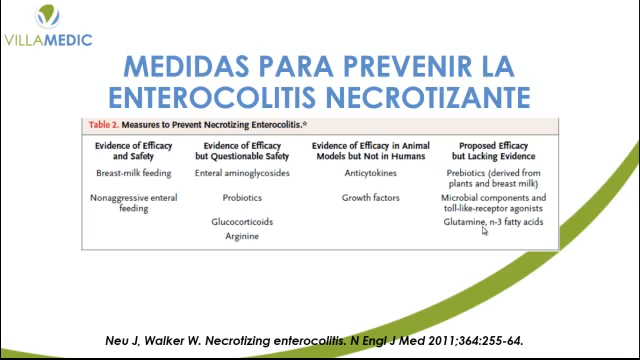 VILLAMEDIC
MEDIDAS PARA PREVENIR LA
ENTEROCOLITIS NECROTIZANTE
Table 2. Measures to Prevent Necrotizing Enterocolitis.*
Evidence of Efficacy
and Safety
Evidence of Efficacy
but Questionable Safety
Evidence of Efficacy in Animal
Models but Not in Humans
Proposed Efficacy
but Lacking Evidence
Breast-milk feeding
Enteral aminoglycosides
Anticytokines
Prebiotics (derived from
plants and breast milk)
Nonaggressive enteral
feeding
Probiotics
Growth factors
Microbial components and
toll-like-receptor agonists
Glucocorticoids
Glutamine, n-3 fatty acids
Arginine
Neu J, Walker W. Necrotizing enterocolitis. N Engl J Med 2011;364:255-64.